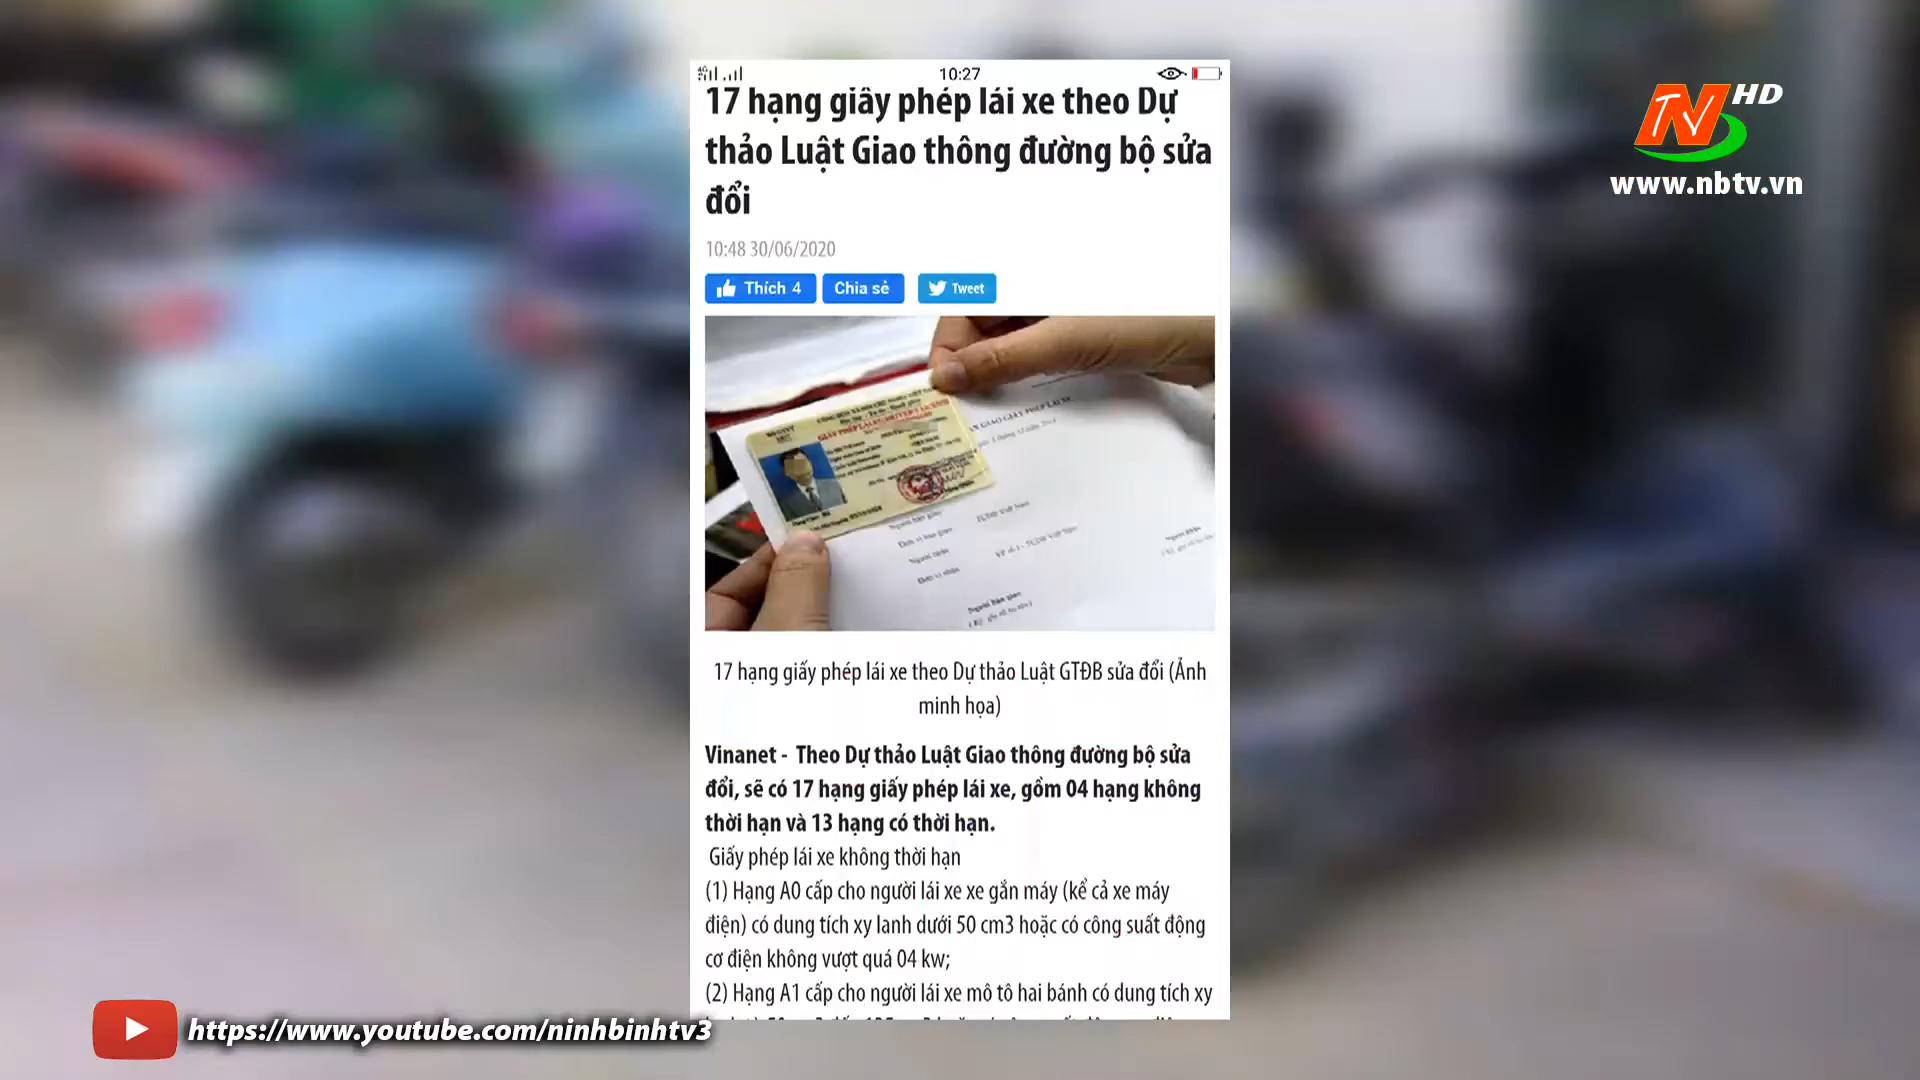 10:27
17 hạng giấy phép lái xe theo Dự
thảo Luật Giao thông đường bộ sửa
đổi
10:48 30/06/2020
Thích 4
Chia sẻ
Tweet
17 hạng giấy phép lái xe theo Dự thảo Luật GTĐB sửa đổi (Ảnh
minh họa)
Vinanet - Theo Dự thảo Luật Giao thông đường bộ sửa
đổi, sẽ có 17 hạng giấy phép lái xe, gồm 04 hạng không
thời hạn và 13 hạng có thời hạn.
Giấy phép lái xe không thời hạn
(1) Hạng A0 cấp cho người lái xe xe gắn máy (kể cả xe máy
điện) có dung tích xy lanh dưới 50 cm3 hoặc có công suất động
cơ điện không vượt quá 04 kw;
(2) Hạng A1 cấp cho người lái xe mô tô hai bánh có dung tích xy
NTV HD
www.nbtv.vn
https://www.youtube.com/ninhbinhtv3